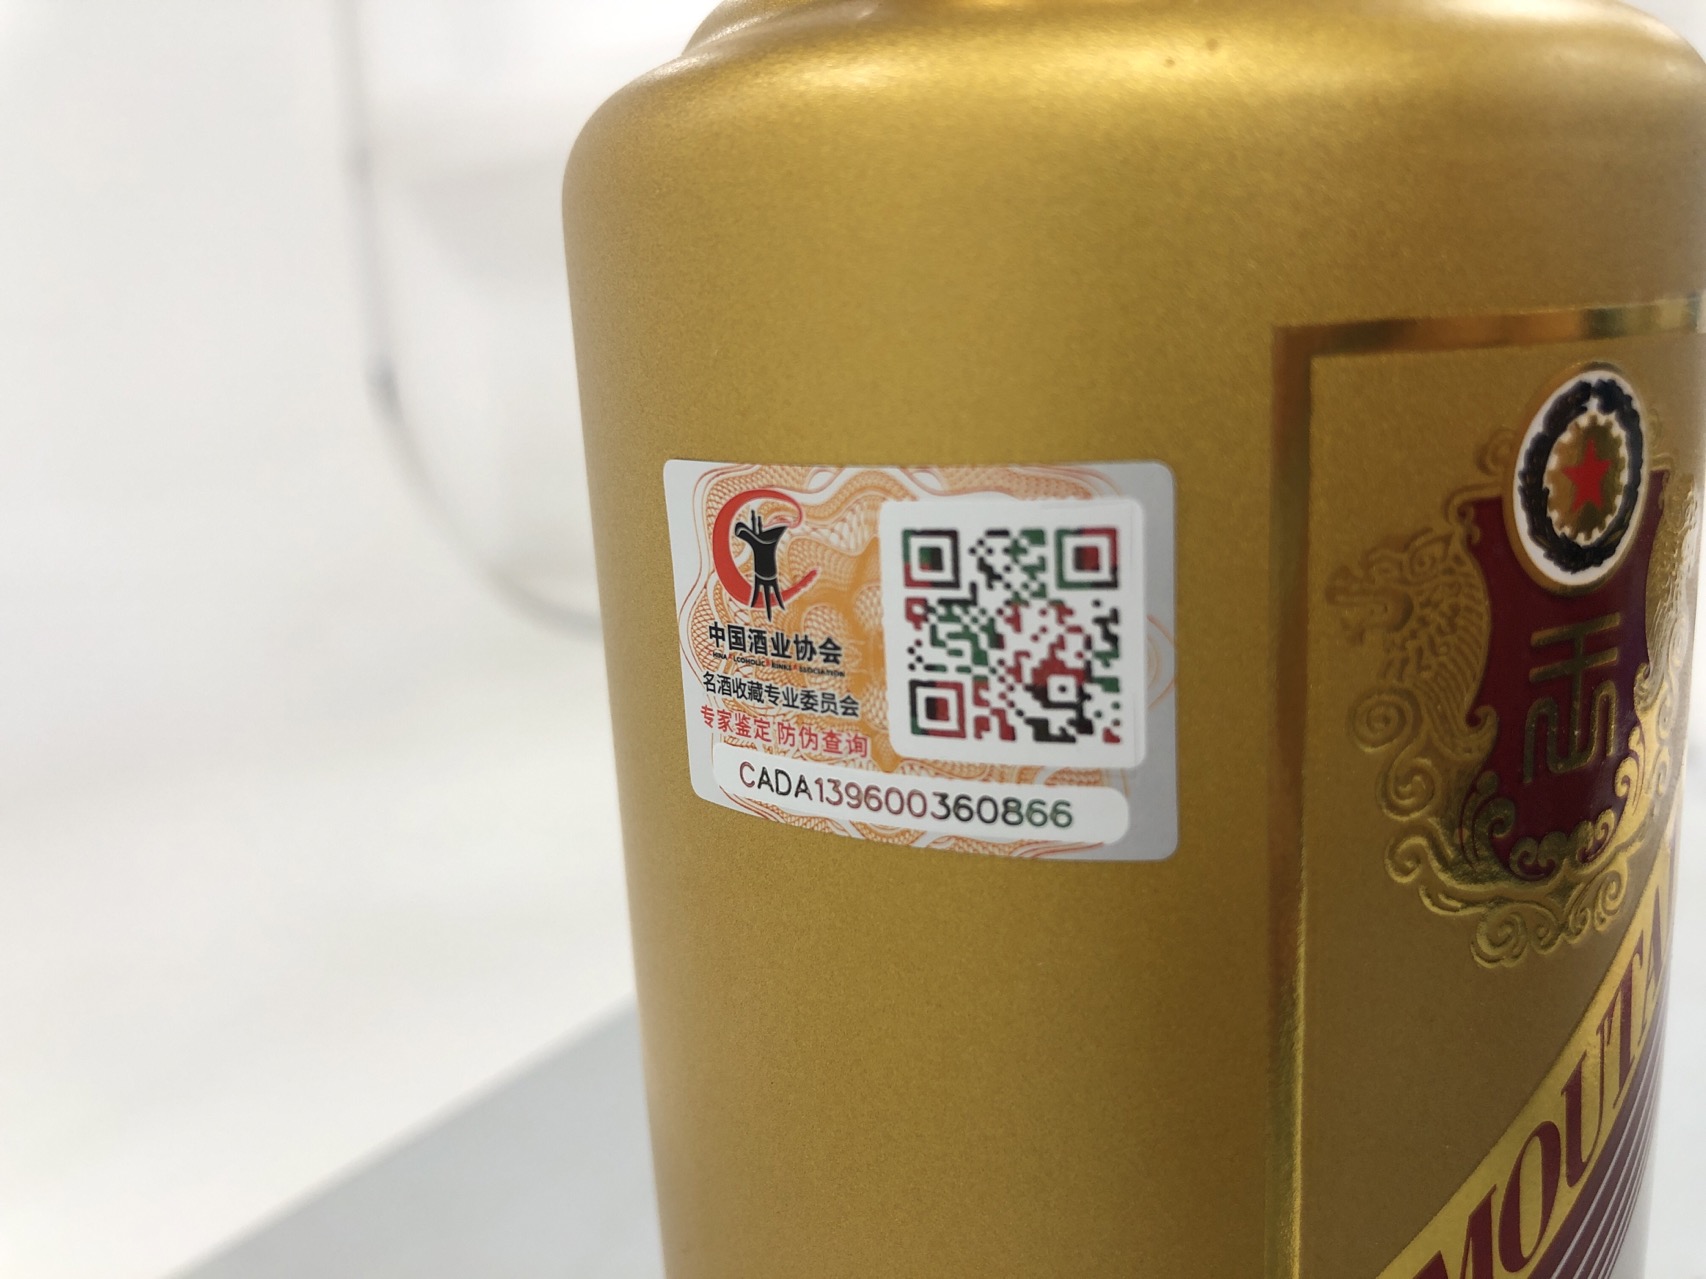 中国酒业协会
名酒收藏专业委员会
专家鉴定 防伪查询
CADA139600360866
MOUTA